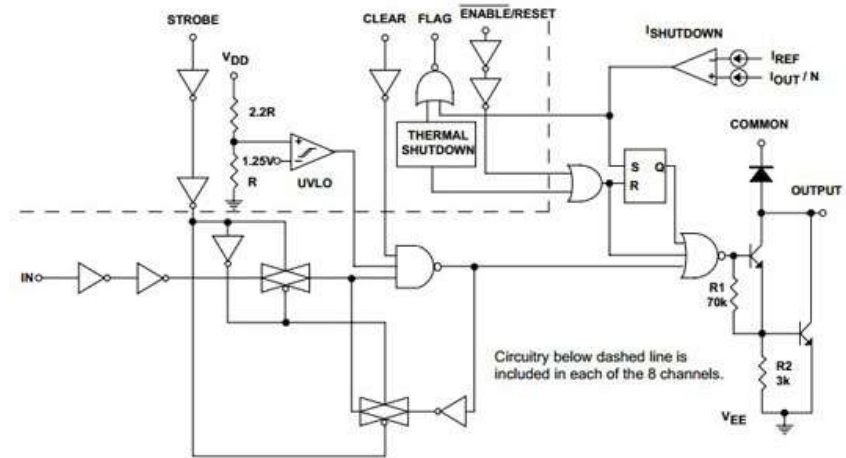 STROBE
CLEAR
FLAG
ENABLE/RESET
ISHUTDOWN
VDD
IREF
IOUT / N
2.2R
THERMAL
SHUTDOWN
COMMON
1.25V
R
UVLO
S Q
R
OUTPUT
IN
R1
70k
R2
3k
Circuitry below dashed line is
included in each of the 8 channels.
VEE